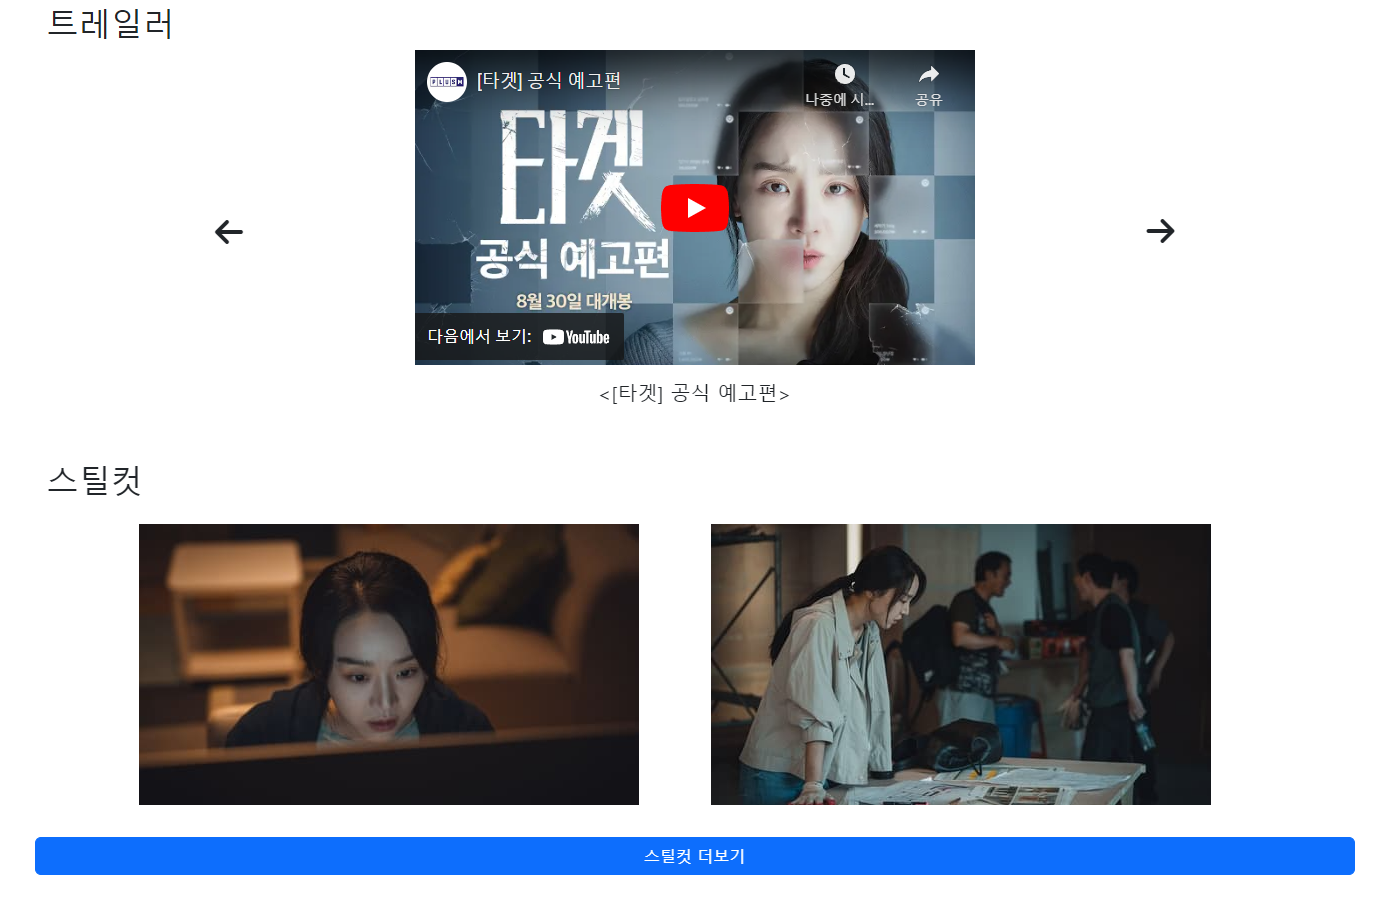 트레일러
PLUSM
[타겟] 공식 예고편
나중에 시...
공유
타겟
공식 예고편
8월 30일 대개봉
다음에서 보기: YouTube
<[타겟] 공식 예고편>
스틸컷
스틸컷 더보기